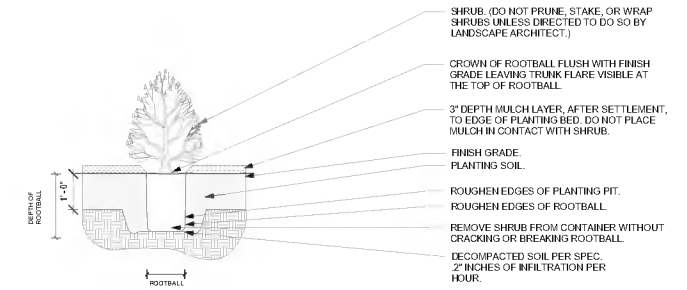 SHRUB. (DO NOT PRUNE, STAKE, OR WRAP
SHRUBS UNLESS DIRECTED TO DO SO BY
LANDSCAPE ARCHITECT.)
CROWN OF ROOTBALL FLUSH WITH FINISH
GRADE LEAVING TRUNK FLARE VISIBLE AT
THE TOP OF ROOTBALL.
3" DEPTH MULCH LAYER, AFTER SETTLEMENT,
TO EDGE OF PLANTING BED. DO NOT PLACE
MULCH IN CONTACT WITH SHRUB.
FINISH GRADE.
PLANTING SOIL.
ROUGHEN EDGES OF PLANTING PIT.
ROUGHEN EDGES OF ROOTBALL.
REMOVE SHRUB FROM CONTAINER WITHOUT
CRACKING OR BREAKING ROOTBALL.
DECOMPACTED SOIL PER SPEC.
.2" INCHES OF INFILTRATION PER
HOUR.
DEPTH OF
ROOTBALL
1' - 0"
ROOTBALL